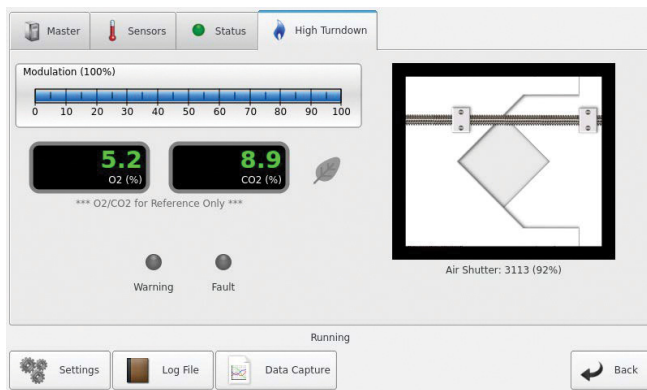 Master
Sensors
Status
High Turndown
Modulation (100%)
0 10 20 30 40 50 60 70 80 90 100
5.2
O2 (%)
8.9
CO2 (%)
*** O2/CO2 for Reference Only ***
Air Shutter: 3113 (92%)
Warning
Fault
Running
Settings
Log File
Data Capture
Back